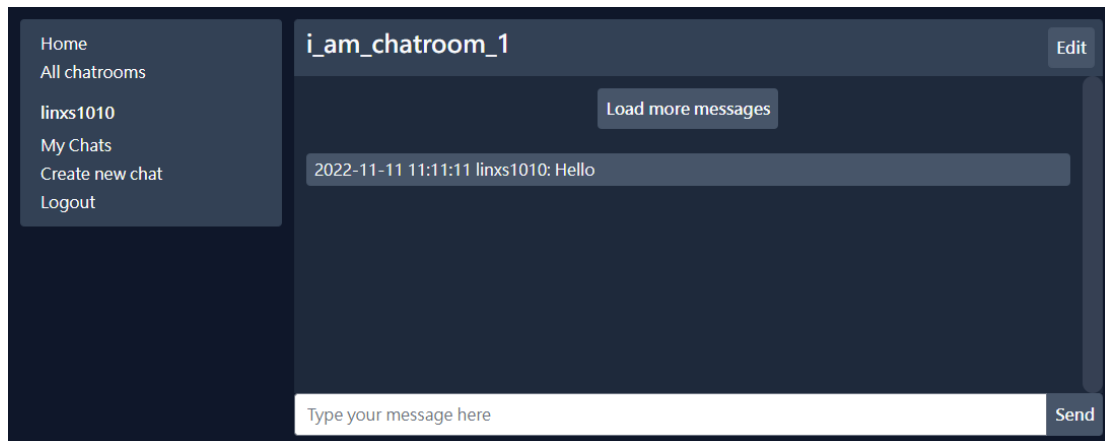 Home
All chatrooms
linxs1010
My Chats
Create new chat
Logout
i_am_chatroom_1
Edit
Load more messages
2022-11-11 11:11:11 linxs1010: Hello
Type your message here
Send